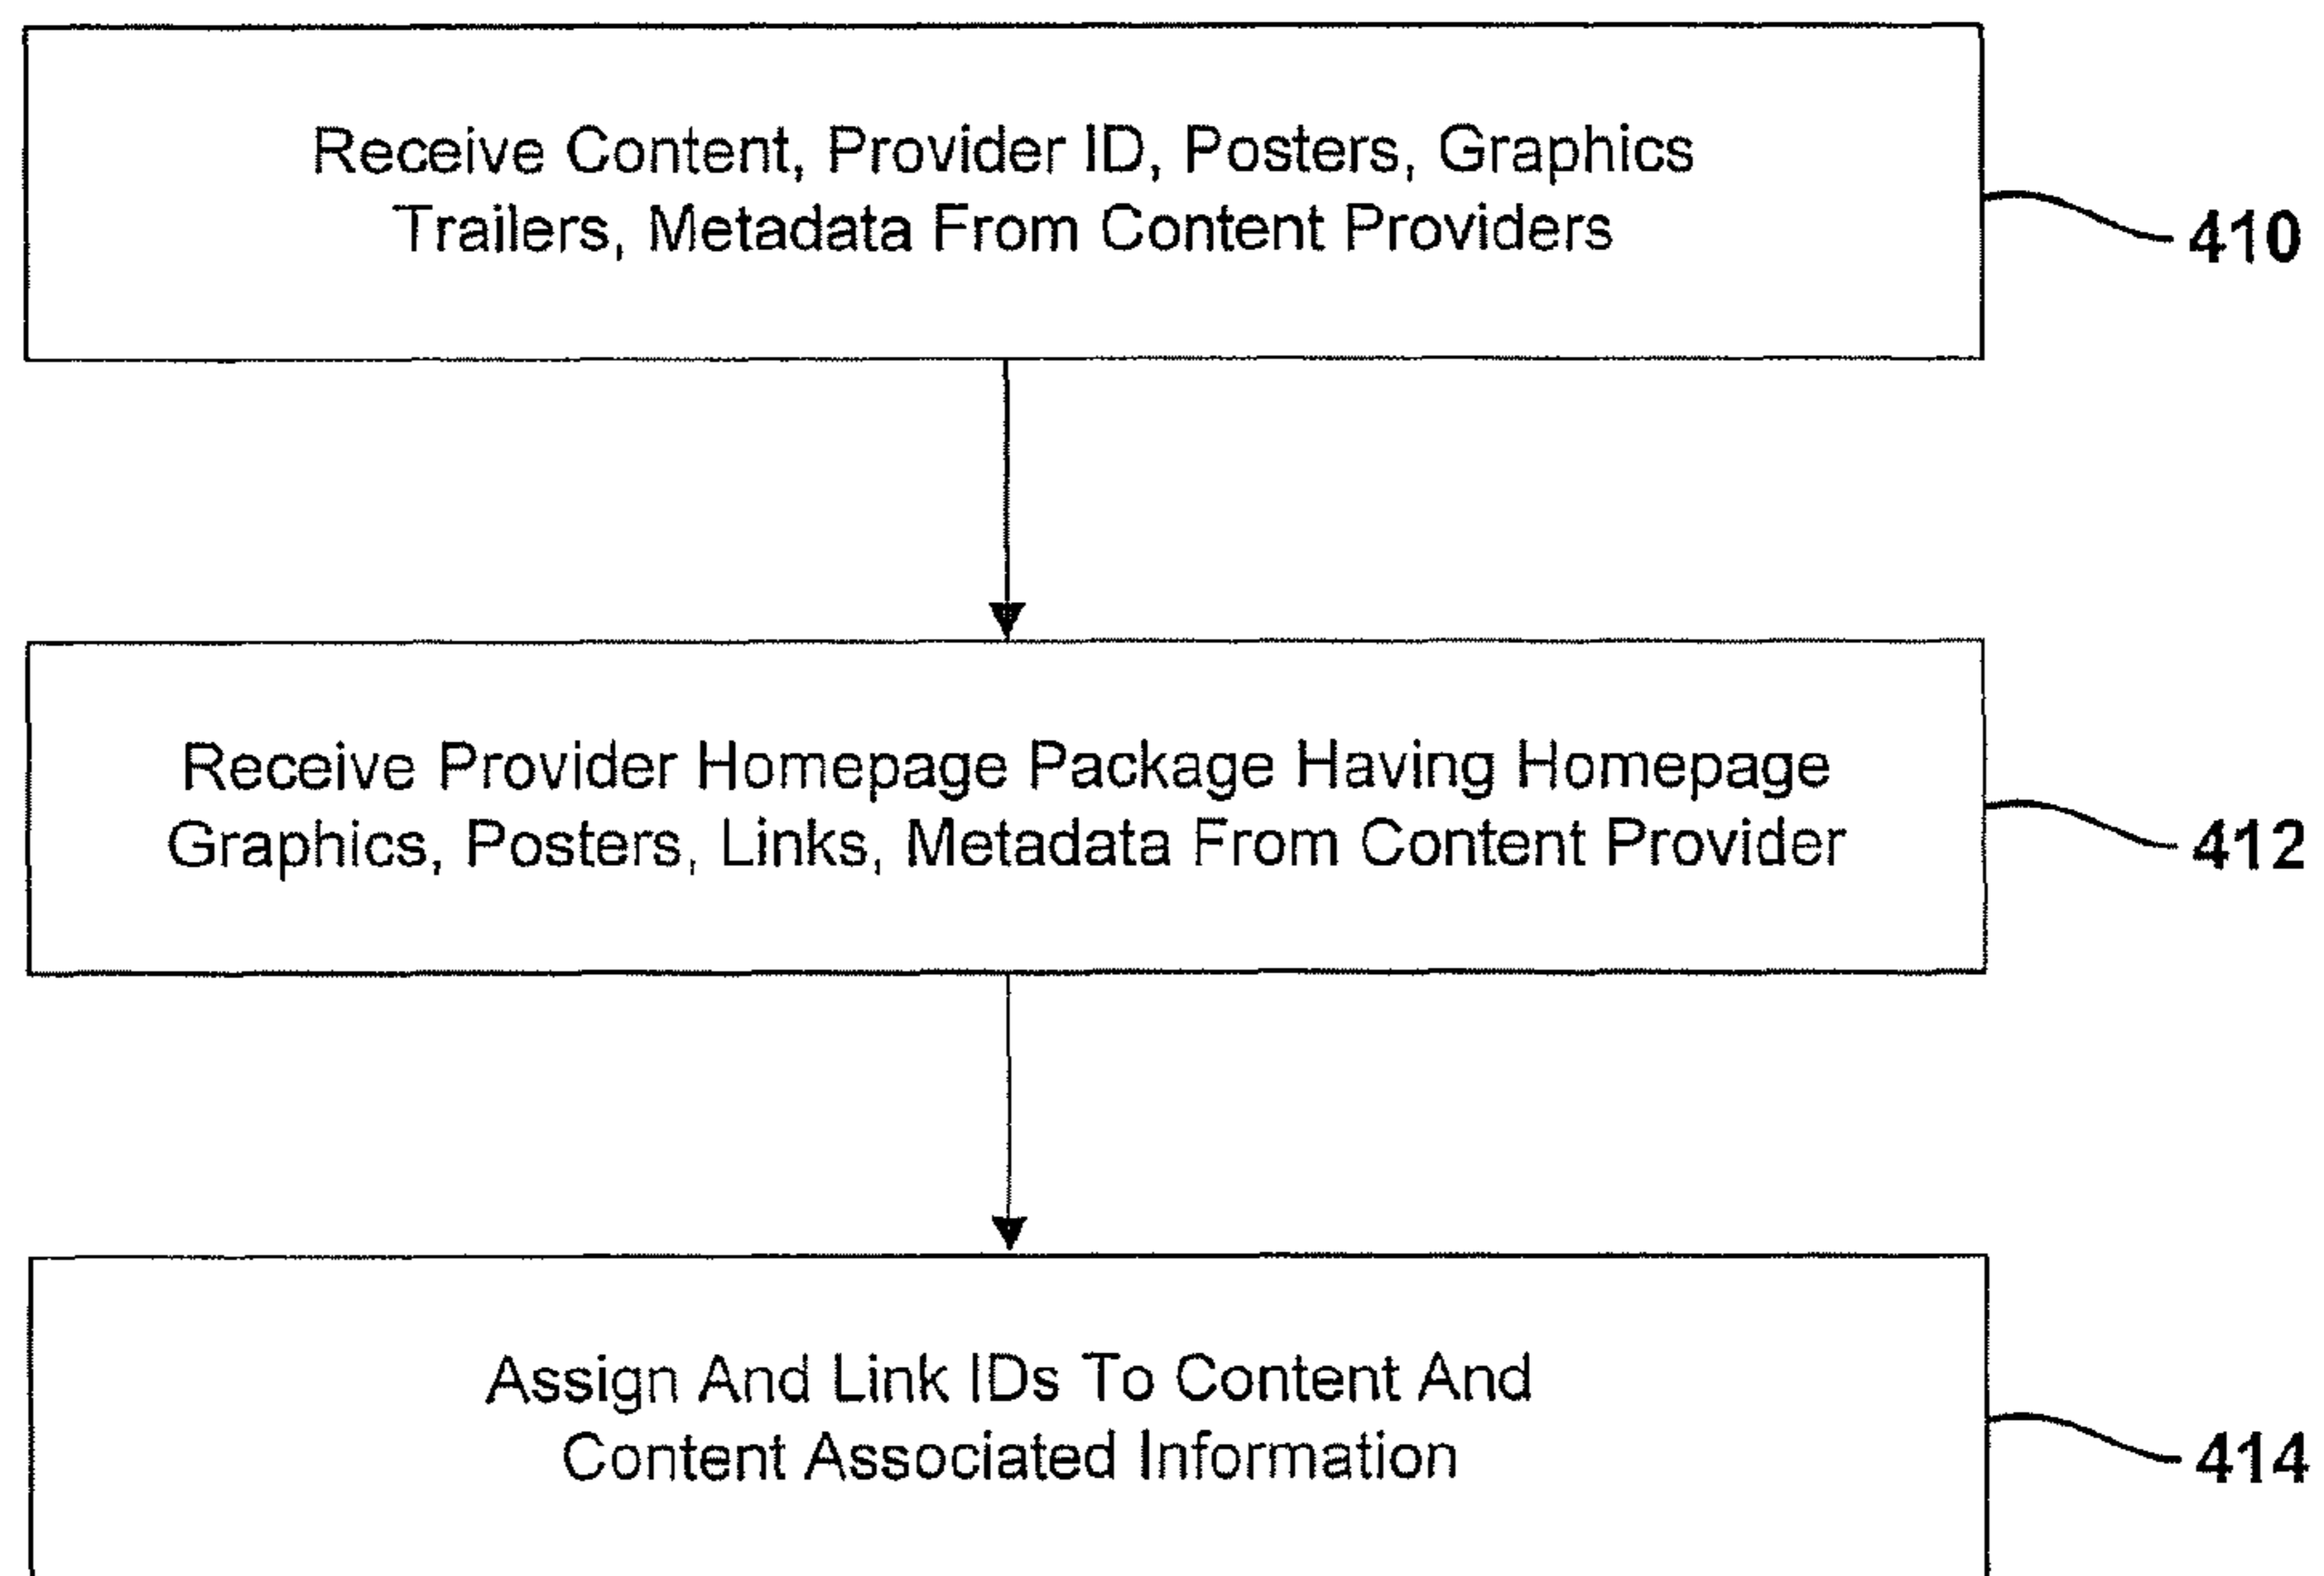 Receive Content, Provider ID, Posters, Graphics
Trailers, Metadata From Content Providers
410
Receive Provider Homepage Package Having Homepage
Graphics, Posters, Links, Metadata From Content Provider
412
Assign And Link IDs To Content And
Content Associated Information
414